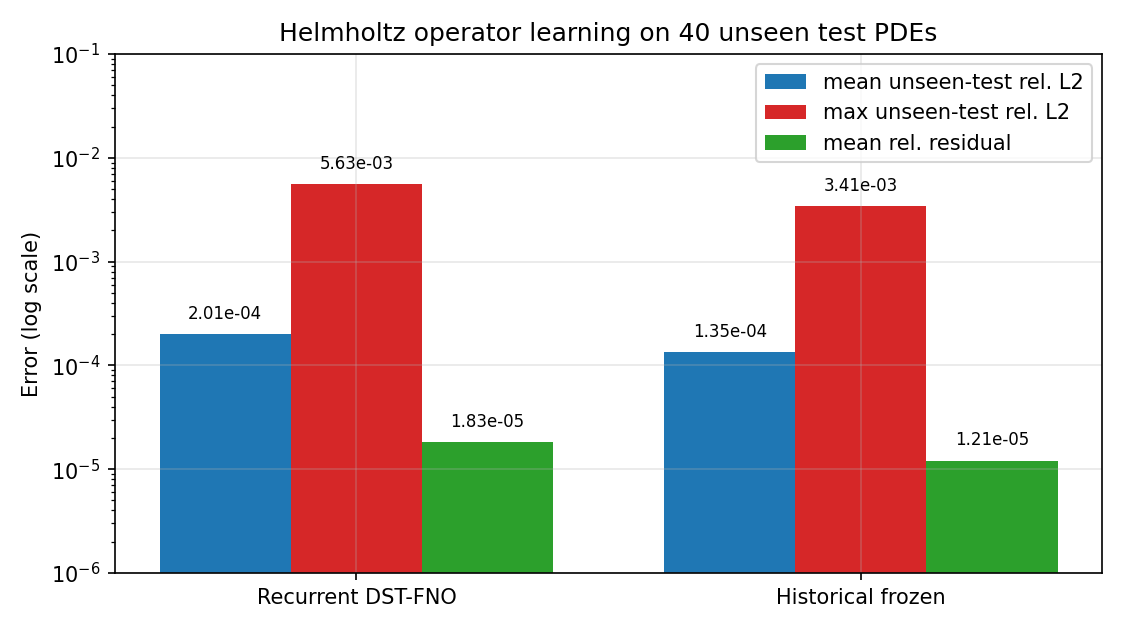 Helmholtz operator learning on 40 unseen test PDEs
mean unseen-test rel. L2
max unseen-test rel. L2
mean rel. residual
Error (log scale)
10⁻¹
10⁻²
10⁻³
10⁻⁴
10⁻⁵
10⁻⁶
2.01e-04
5.63e-03
1.83e-05
1.35e-04
3.41e-03
1.21e-05
Recurrent DST-FNO
Historical frozen